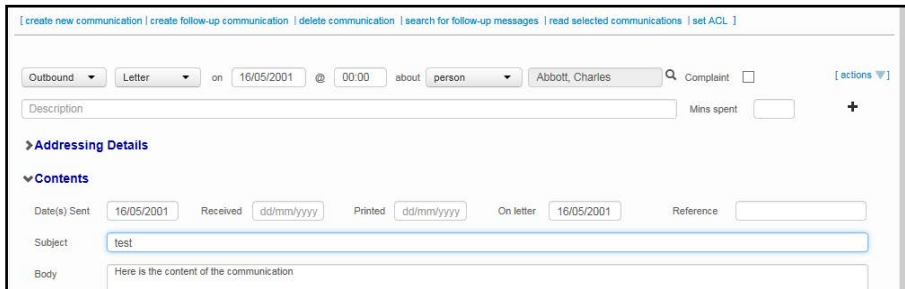 [ create new communication | create follow-up communication | delete communication | search for follow-up messages | read selected communications | set ACL ]
Outbound Letter on 16/05/2001 @ 00:00 about person Abbott, Charles Complaint [ actions ]
Description Mins spent
Addressing Details
Contents
Date(s) Sent 16/05/2001 Received dd/mm/yyyy Printed dd/mm/yyyy On letter 16/05/2001 Reference
Subject test
Body Here is the content of the communication